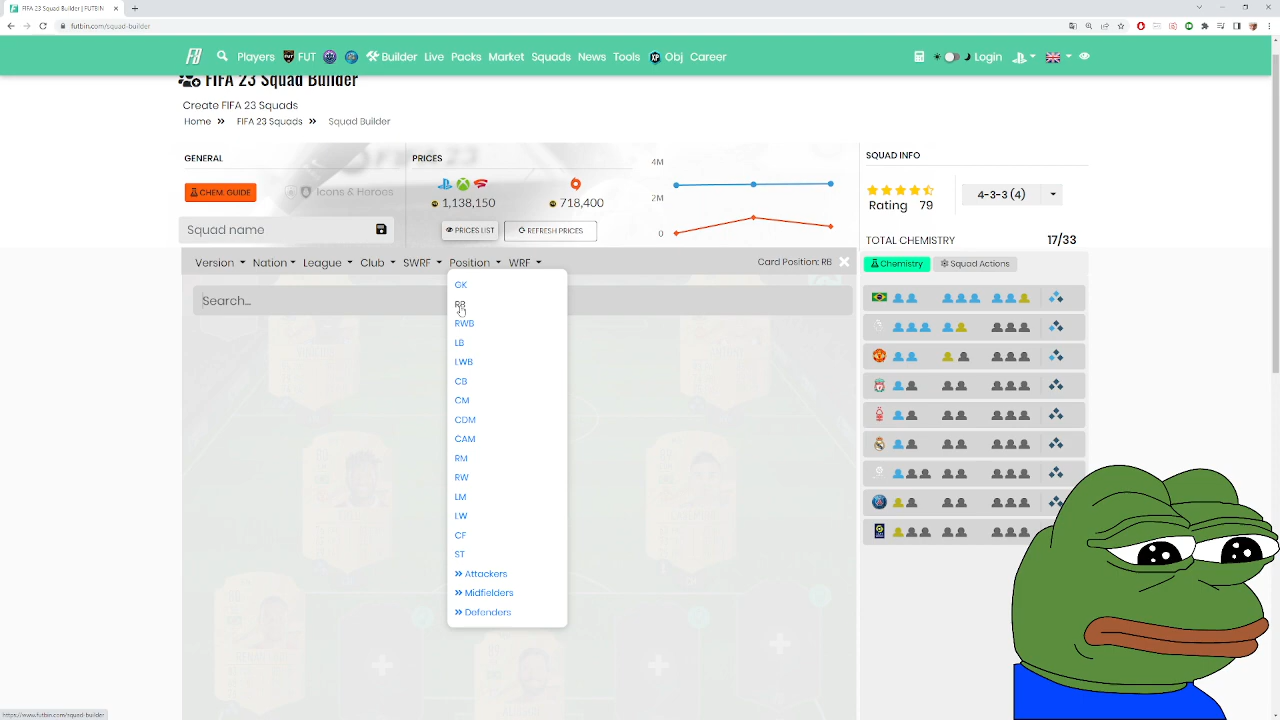 FIFA 23 Squad Builder | FUTBIN
futbin.com/squad-builder
Players FUT Builder Live Packs Market Squads News Tools XP Obj Career Login
FIFA 23 Squad Builder
Create FIFA 23 Squads
Home » FIFA 23 Squads » Squad Builder
GENERAL
CHEM. GUIDE
Icons & Heroes
Squad name
PRICES
1,138,150
718,400
PRICES LIST
REFRESH PRICES
4M
2M
0
SQUAD INFO
Rating 79
4-3-3 (4)
TOTAL CHEMISTRY 17/33
Chemistry
Squad Actions
Version Nation League Club SWRF Position WRF
Card Position: RB
Search...
GK
RB
RWB
LB
LWB
CB
CM
CDM
CAM
RM
RW
LM
LW
CF
ST
» Attackers
» Midfielders
» Defenders
https://www.futbin.com/squad-builder